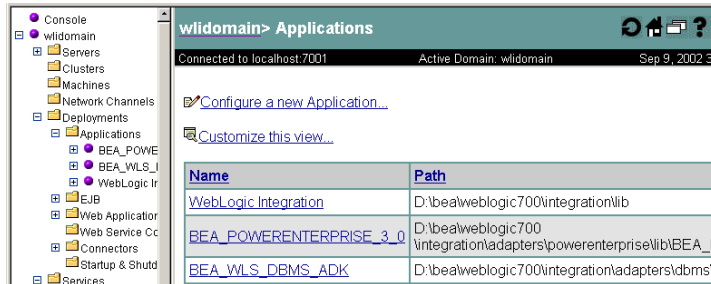 Console
wlidomain
Servers
Clusters
Machines
Network Channels
Deployments
Applications
BEA_POWE
BEA_WLS_
WebLogic Ir
EJB
Web Applicatior
Web Service Cc
Connectors
Startup & Shutd
Services
wlidomain> Applications
Connected to localhost:7001 Active Domain: wlidomain Sep 9, 2002 3
Configure a new Application...
Customize this view...
Name Path
WebLogic Integration D:\bea\weblogic700\integration\lib
BEA_POWERENTERPRISE_3_0 D:\bea\weblogic700
\integration\adapters\powerenterprise\lib\BEA_
BEA_WLS_DBMS_ADK D:\bea\weblogic700\integration\adapters\dbms\